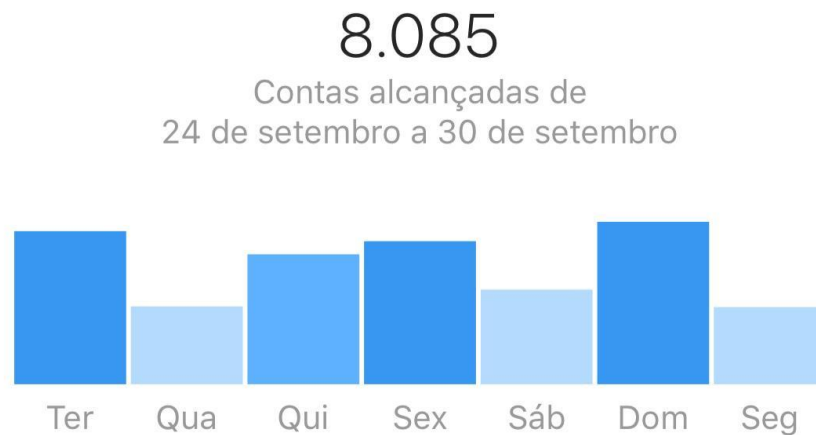 8.085
Contas alcançadas de
24 de setembro a 30 de setembro
Ter Qua Qui Sex Sáb Dom Seg